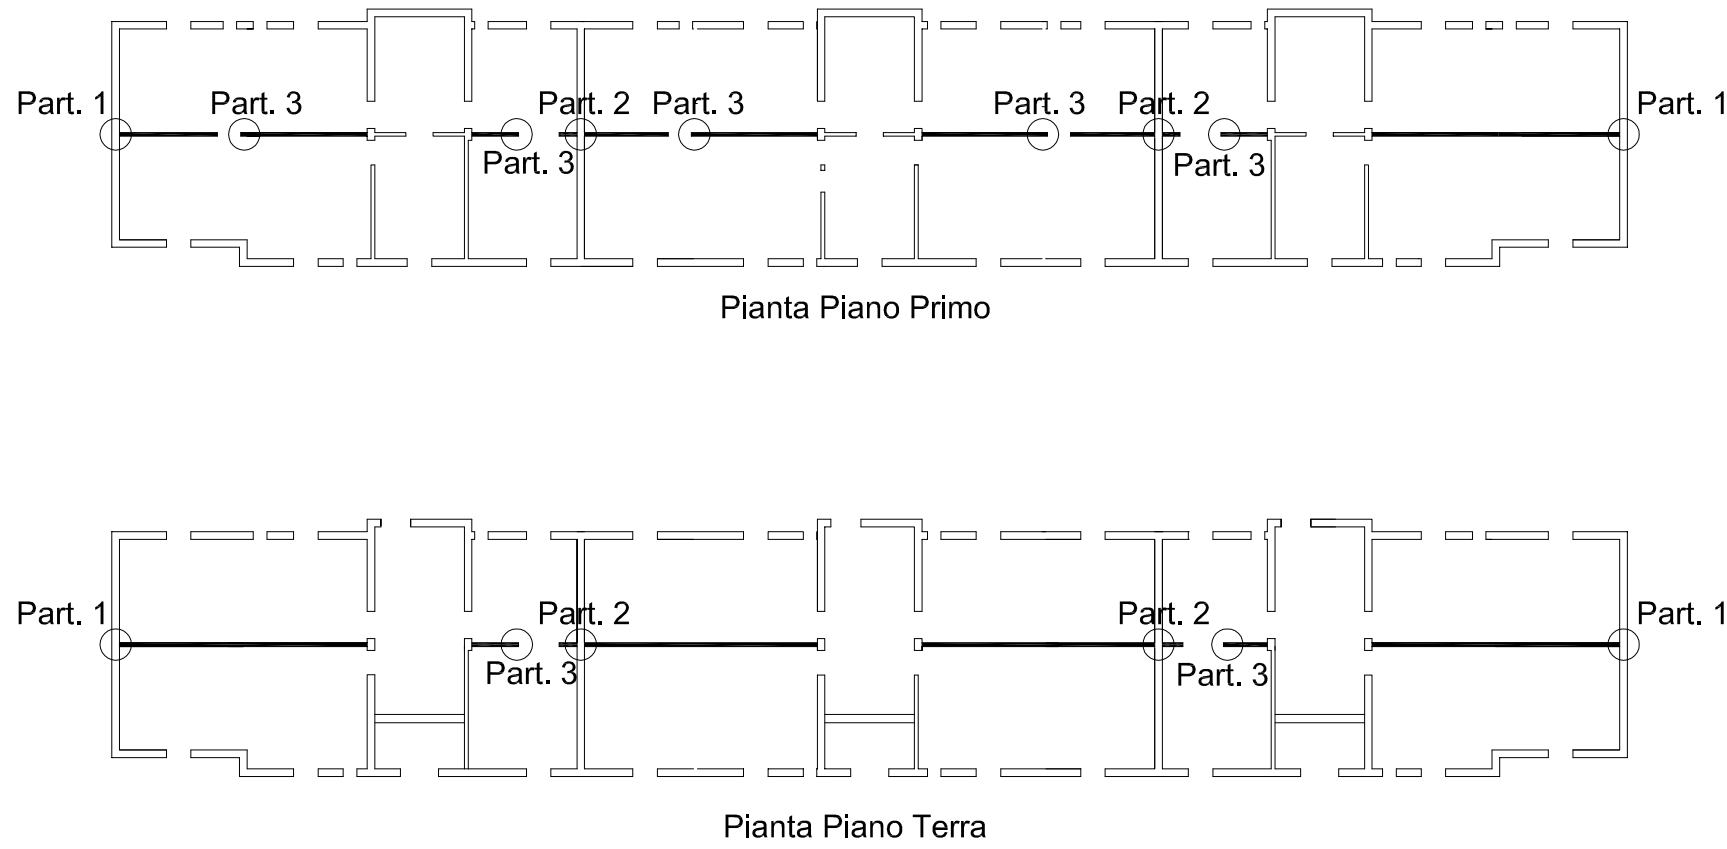 Part. 1 Part. 3 Part. 2 Part. 3 Part. 3 Part. 2 Part. 1
Part. 3 Part. 3
Pianta Piano Primo
Part. 1 Part. 2 Part. 2 Part. 1
Part. 3 Part. 3
Pianta Piano Terra